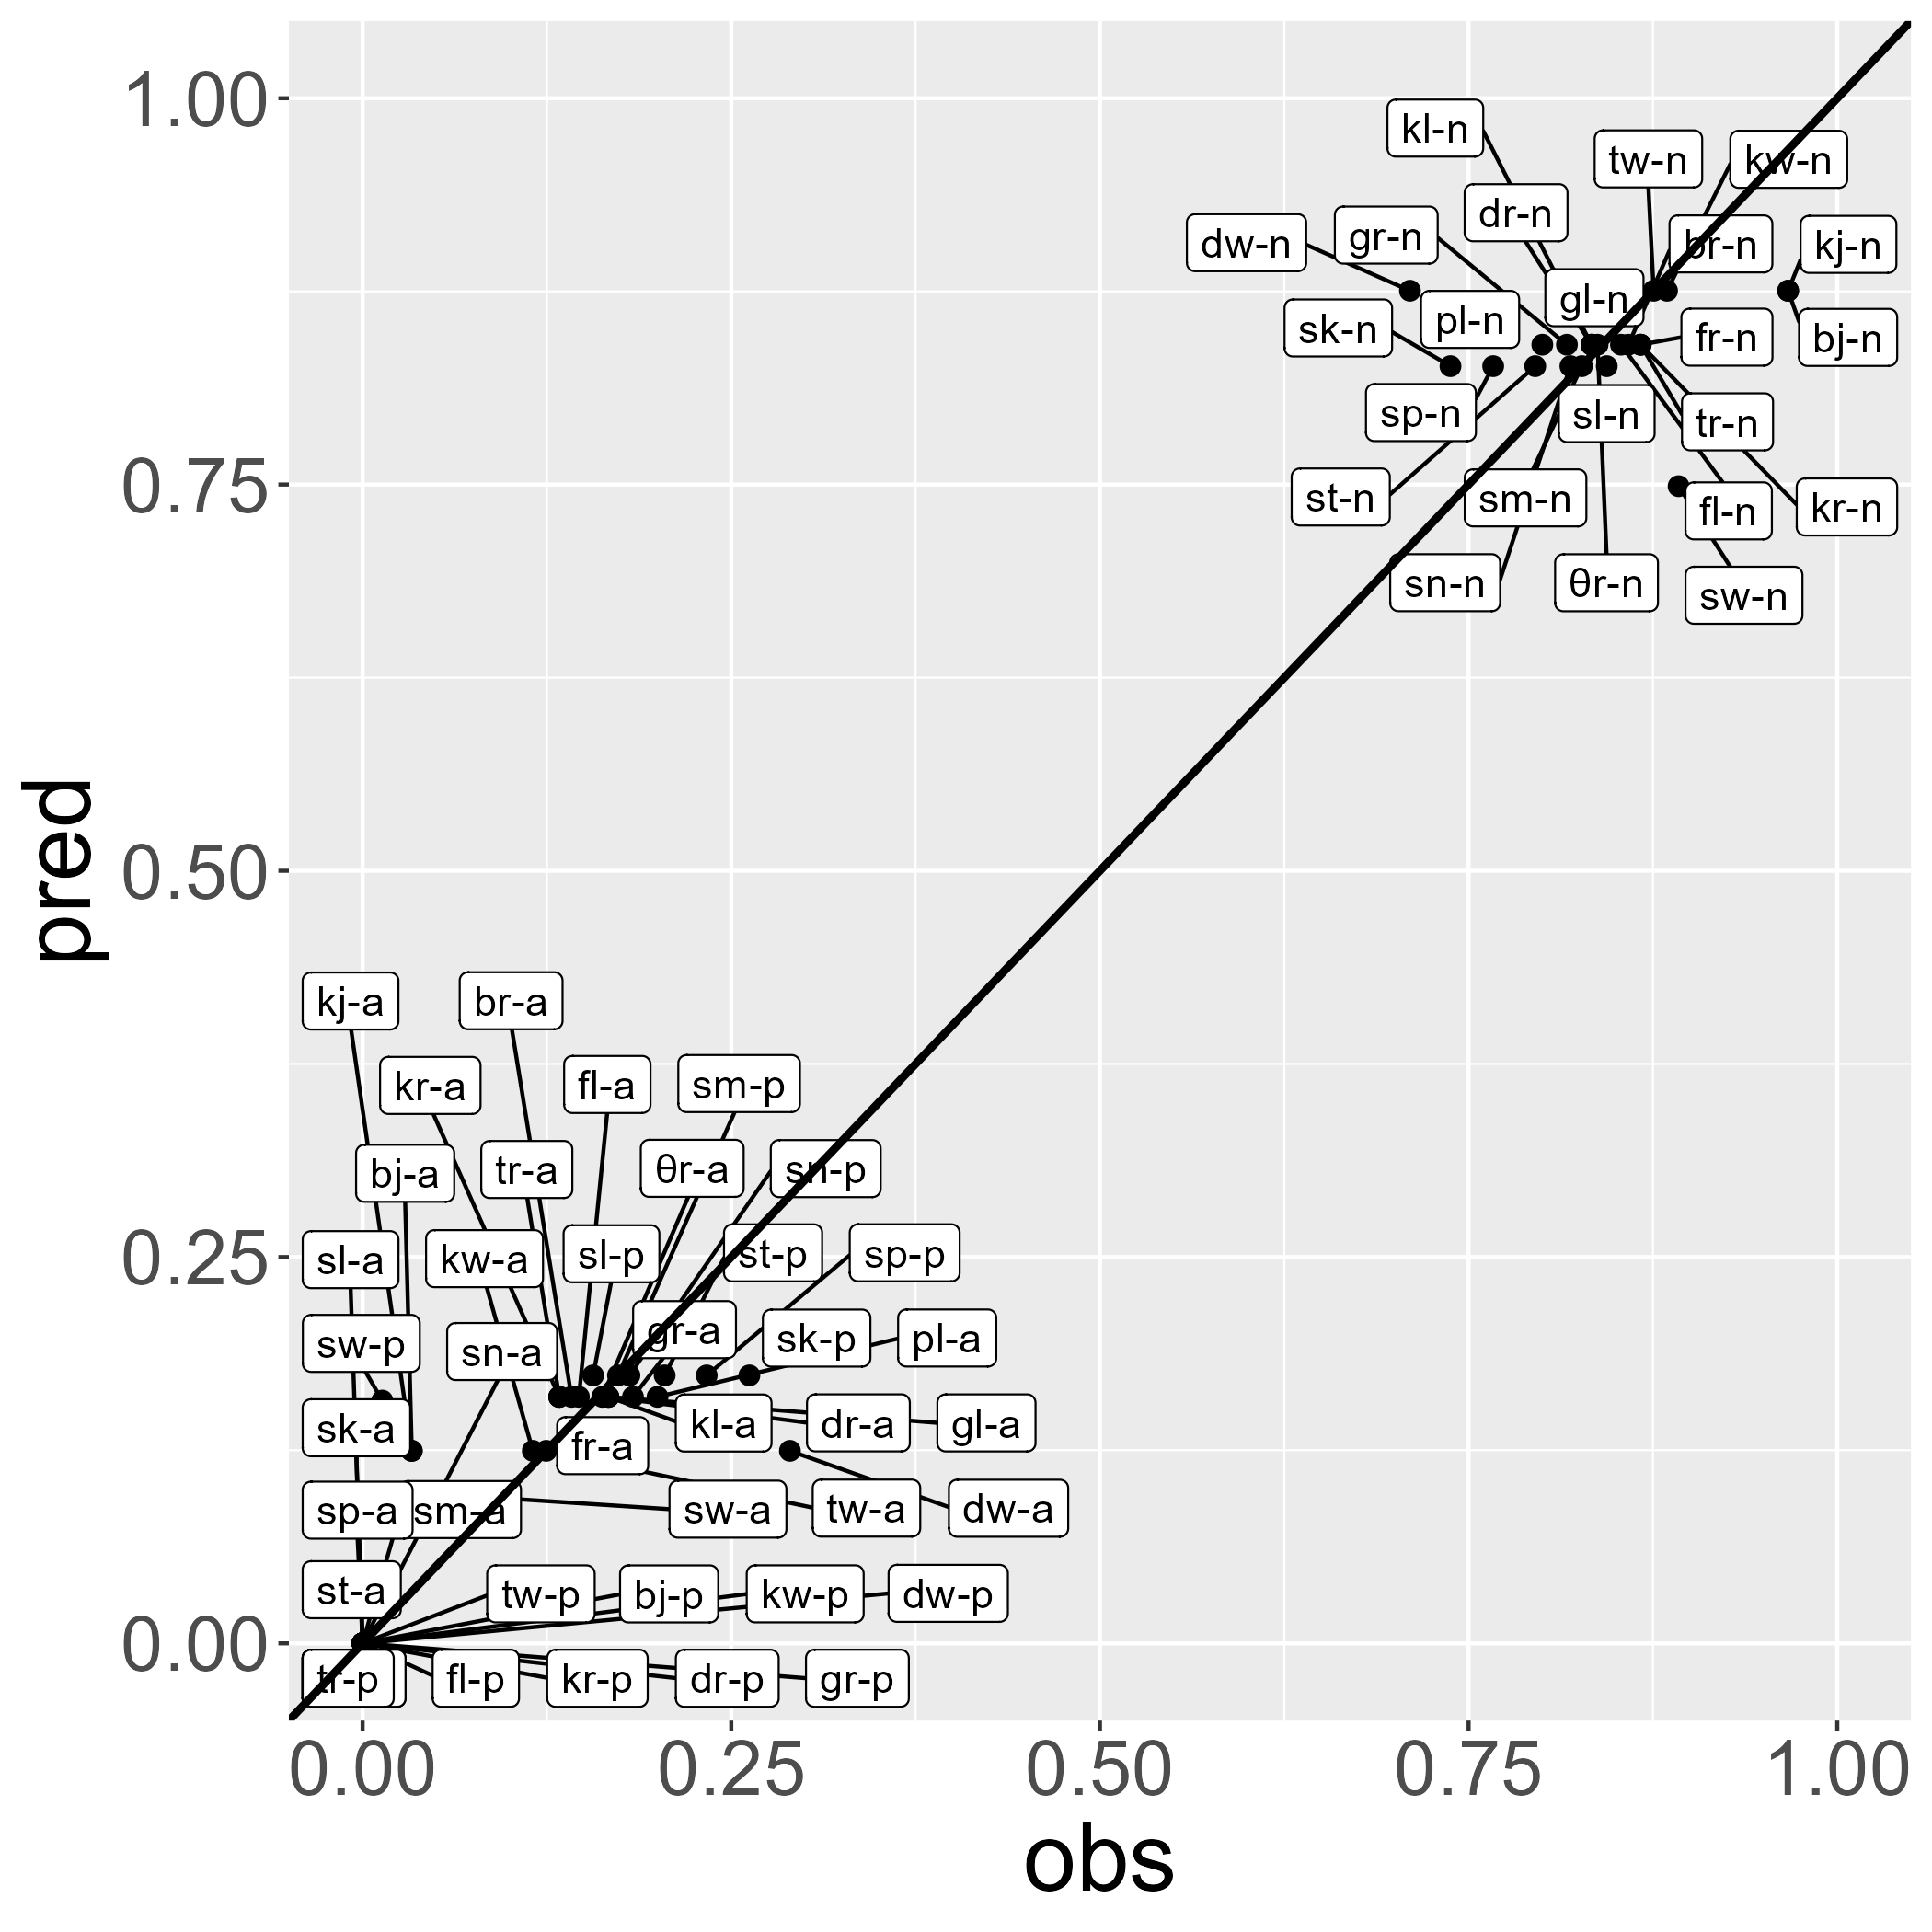 1.00
kl-n
tw-n
kw-n
dr-n
gr-n
dw-n
br-n
kj-n
gl-n
pl-n
sk-n
fr-n
bj-n
sp-n
sl-n
tr-n
0.75
st-n
sm-n
fl-n
kr-n
sn-n
θr-n
sw-n
pred
0.50
kj-a
br-a
kr-a
fl-a
sm-p
bj-a
tr-a
θr-a
sn-p
0.25
sl-a
kw-a
sl-p
st-p
sp-p
sw-p
sn-a
gr-a
sk-p
pl-a
sk-a
fr-a
kl-a
dr-a
gl-a
sp-a
sm-a
sw-a
tw-a
dw-a
st-a
tw-p
bj-p
kw-p
dw-p
0.00
tr-p
fl-p
kr-p
dr-p
gr-p
0.00
0.25
0.50
0.75
1.00
obs